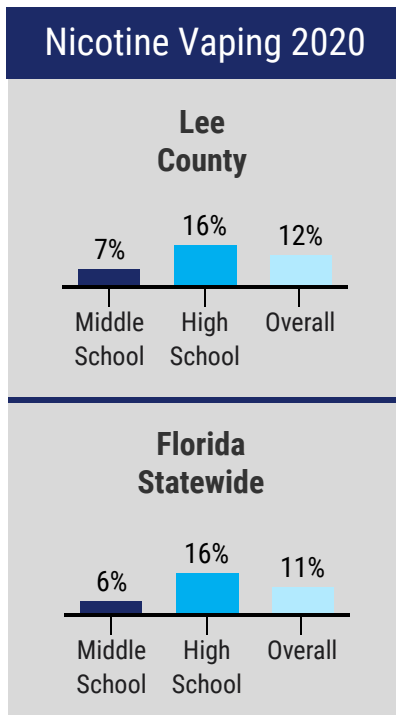 Nicotine Vaping 2020
Lee
County
7%
16%
12%
Middle
School
High
School
Overall
Florida
Statewide
6%
16%
11%
Middle
School
High
School
Overall